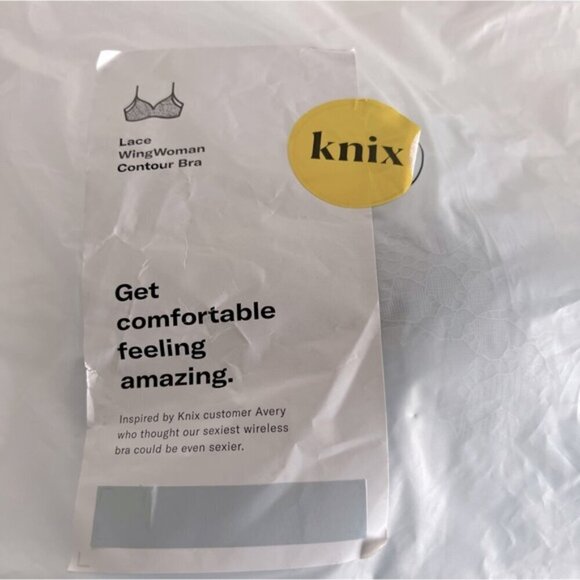 Lace
WingWoman
Contour Bra
knix
Get
comfortable
feeling
amazing.
Inspired by Knix customer Avery
who thought our sexiest wireless
bra could be even sexier.